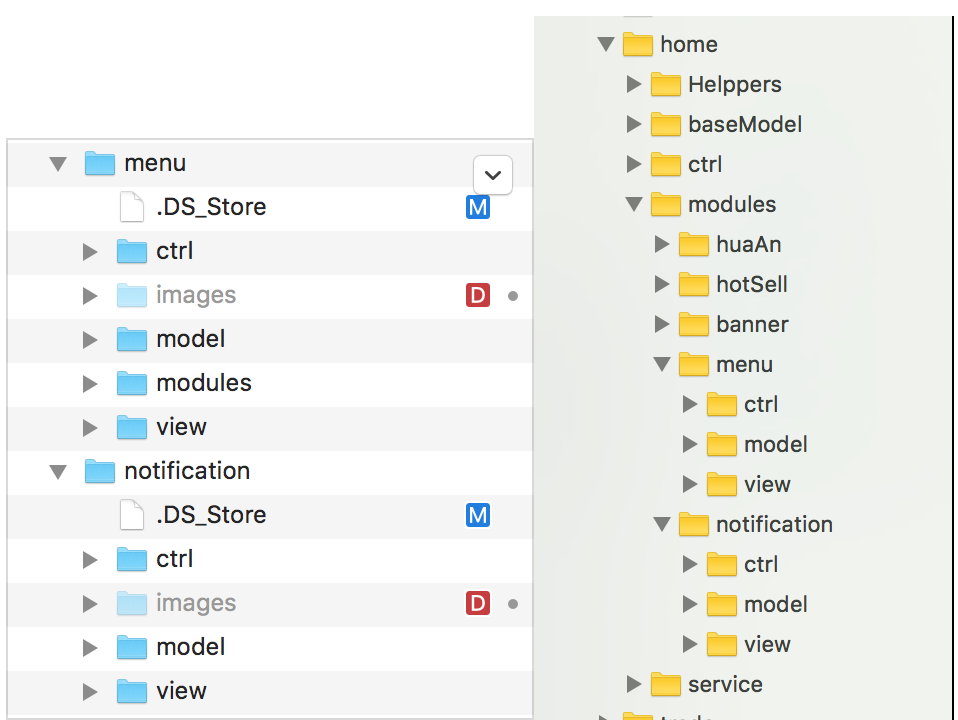 menu
.DS_Store
M
ctrl
images
D
model
modules
view
notification
.DS_Store
M
ctrl
images
D
model
view
home
Helppers
baseModel
ctrl
modules
huaAn
hotSell
banner
menu
ctrl
model
view
notification
ctrl
model
view
service